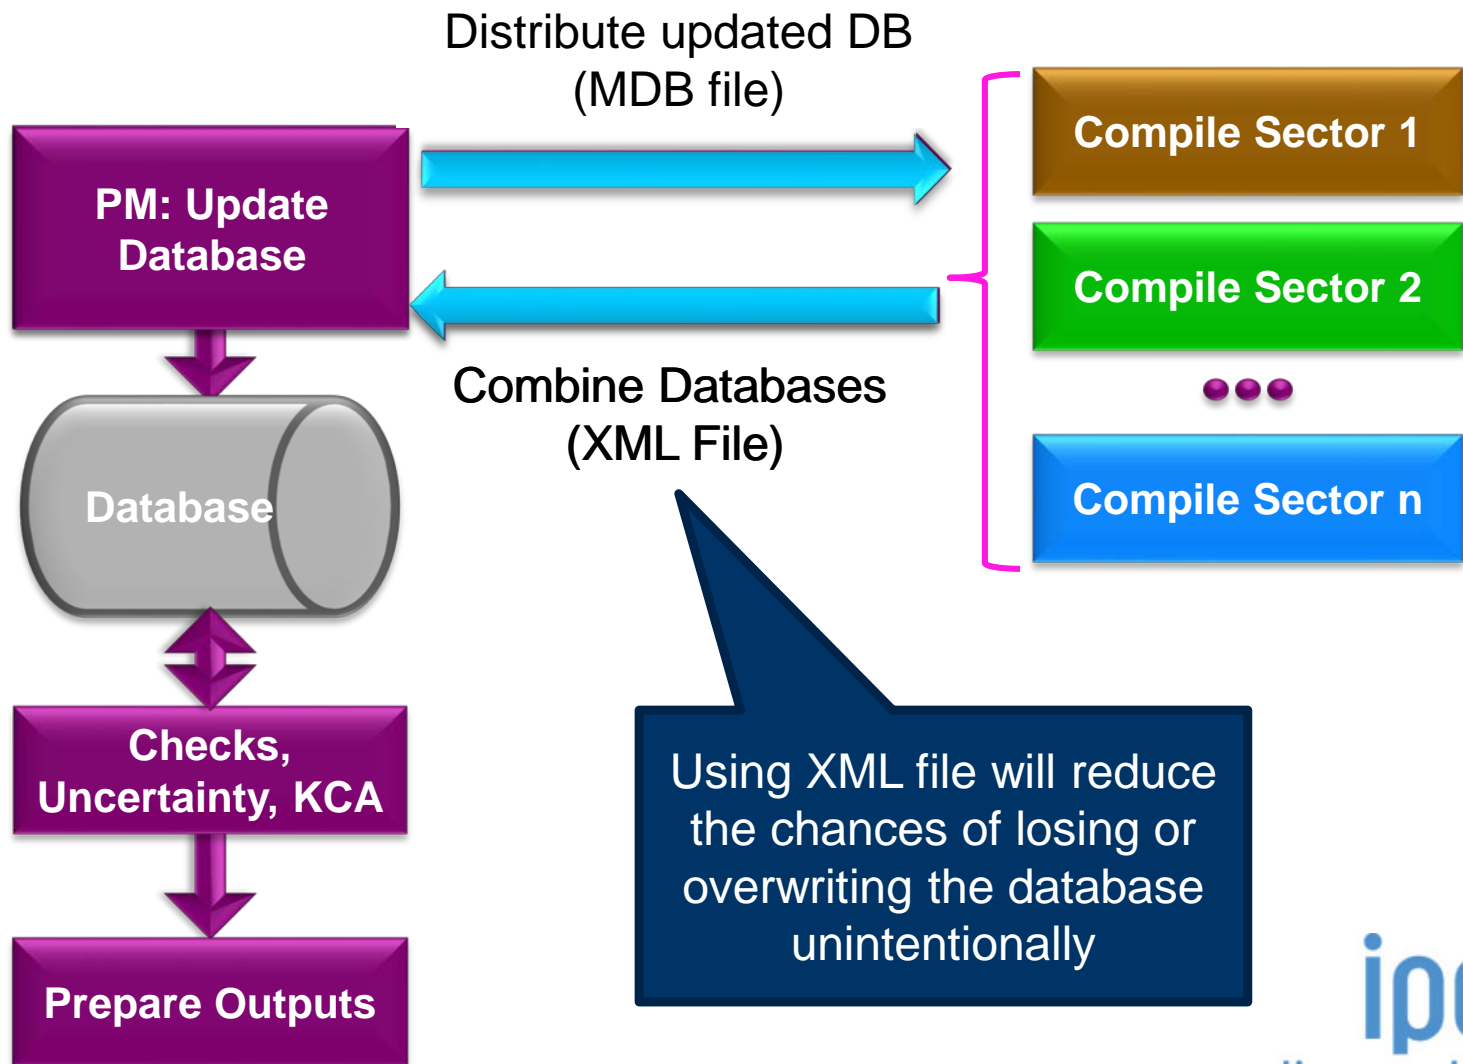 Distribute updated DB
(MDB file)
PM: Update
Database
Compile Sector 1
Compile Sector 2
Combine Databases
(XML File)
Compile Sector n
Database
Checks,
Uncertainty, KCA
Using XML file will reduce
the chances of losing or
overwriting the database
unintentionally
Prepare Outputs